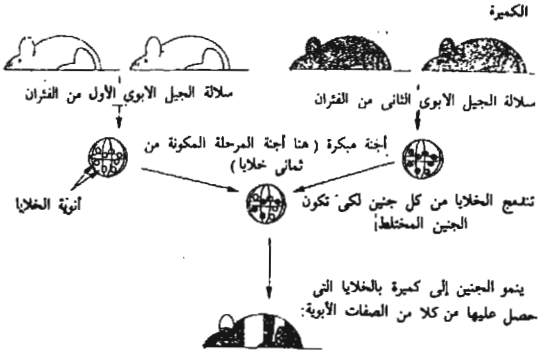 الكميرة
سلالة الجيل الابوى الأول من الفئران
سلالة الجيل الابوى الثانى من الفئران
أجنة مبكرة ( هنا أجنة المرحلة المكونة من
ثمانى خلايا )
أنوية الخلايا
تندمج الخلايا من كل جنين لكى تكون
الجنين المختلط
ينمو الجنين إلى كميرة بالخلايا التى
حصل عليها من كلا من الصفات الأبوية: